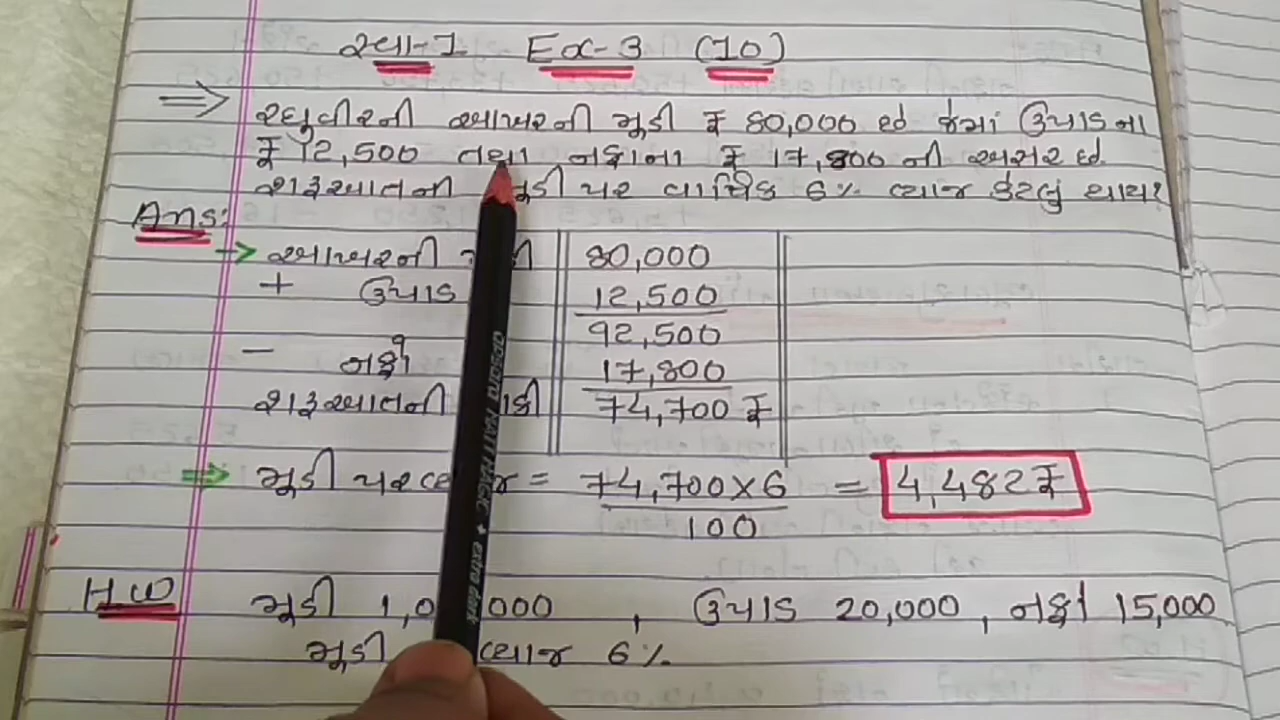 સ્વા-1 Ex-3 (10)
⇒ રઘુવીરની આખરની મૂડી ₹ 80,000 છે જેમાં ઉપાડના
₹ 12,500 તથા નફાના ₹ 17,800 ની અસર છે.
શરૂઆતની મૂડી પર વાર્ષિક 6% વ્યાજ કેટલું થાય?
Ans:
→ આખરની 80,000
+ ઉપાડ 12,500
92,500
- નફો 17,800
શરૂઆતની 74,700 ₹
⇒ મૂડી પર = 74,700×6 = 4,482₹
100
H.W મૂડી 000 , ઉપાડ 20,000, નફો 15,000
મૂડી વ્યાજ 6%